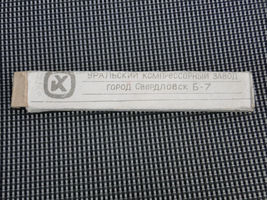 УРАЛЬСКИЙ КОМПРЕССОРНЫЙ ЗАВОД
ГОРОД СВЕРДЛОВСК Б-7